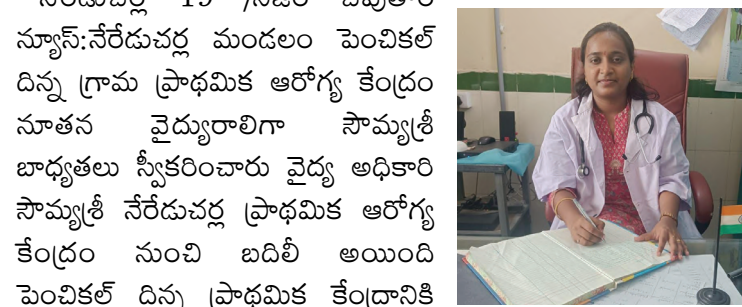 న్యూస్:నేరేడుచర్ల మండలం పెంచికల్
దిన్న గ్రామ ప్రాథమిక ఆరోగ్య కేంద్రం
నూతన వైద్యురాలిగా సౌమ్యశ్రీ
బాధ్యతలు స్వీకరించారు వైద్య అధికారి
సౌమ్యశ్రీ నేరేడుచర్ల ప్రాథమిక ఆరోగ్య
కేంద్రం నుంచి బదిలీ అయింది
పెంచికల్ దిన్న ప్రాథమిక కేంద్రానికి